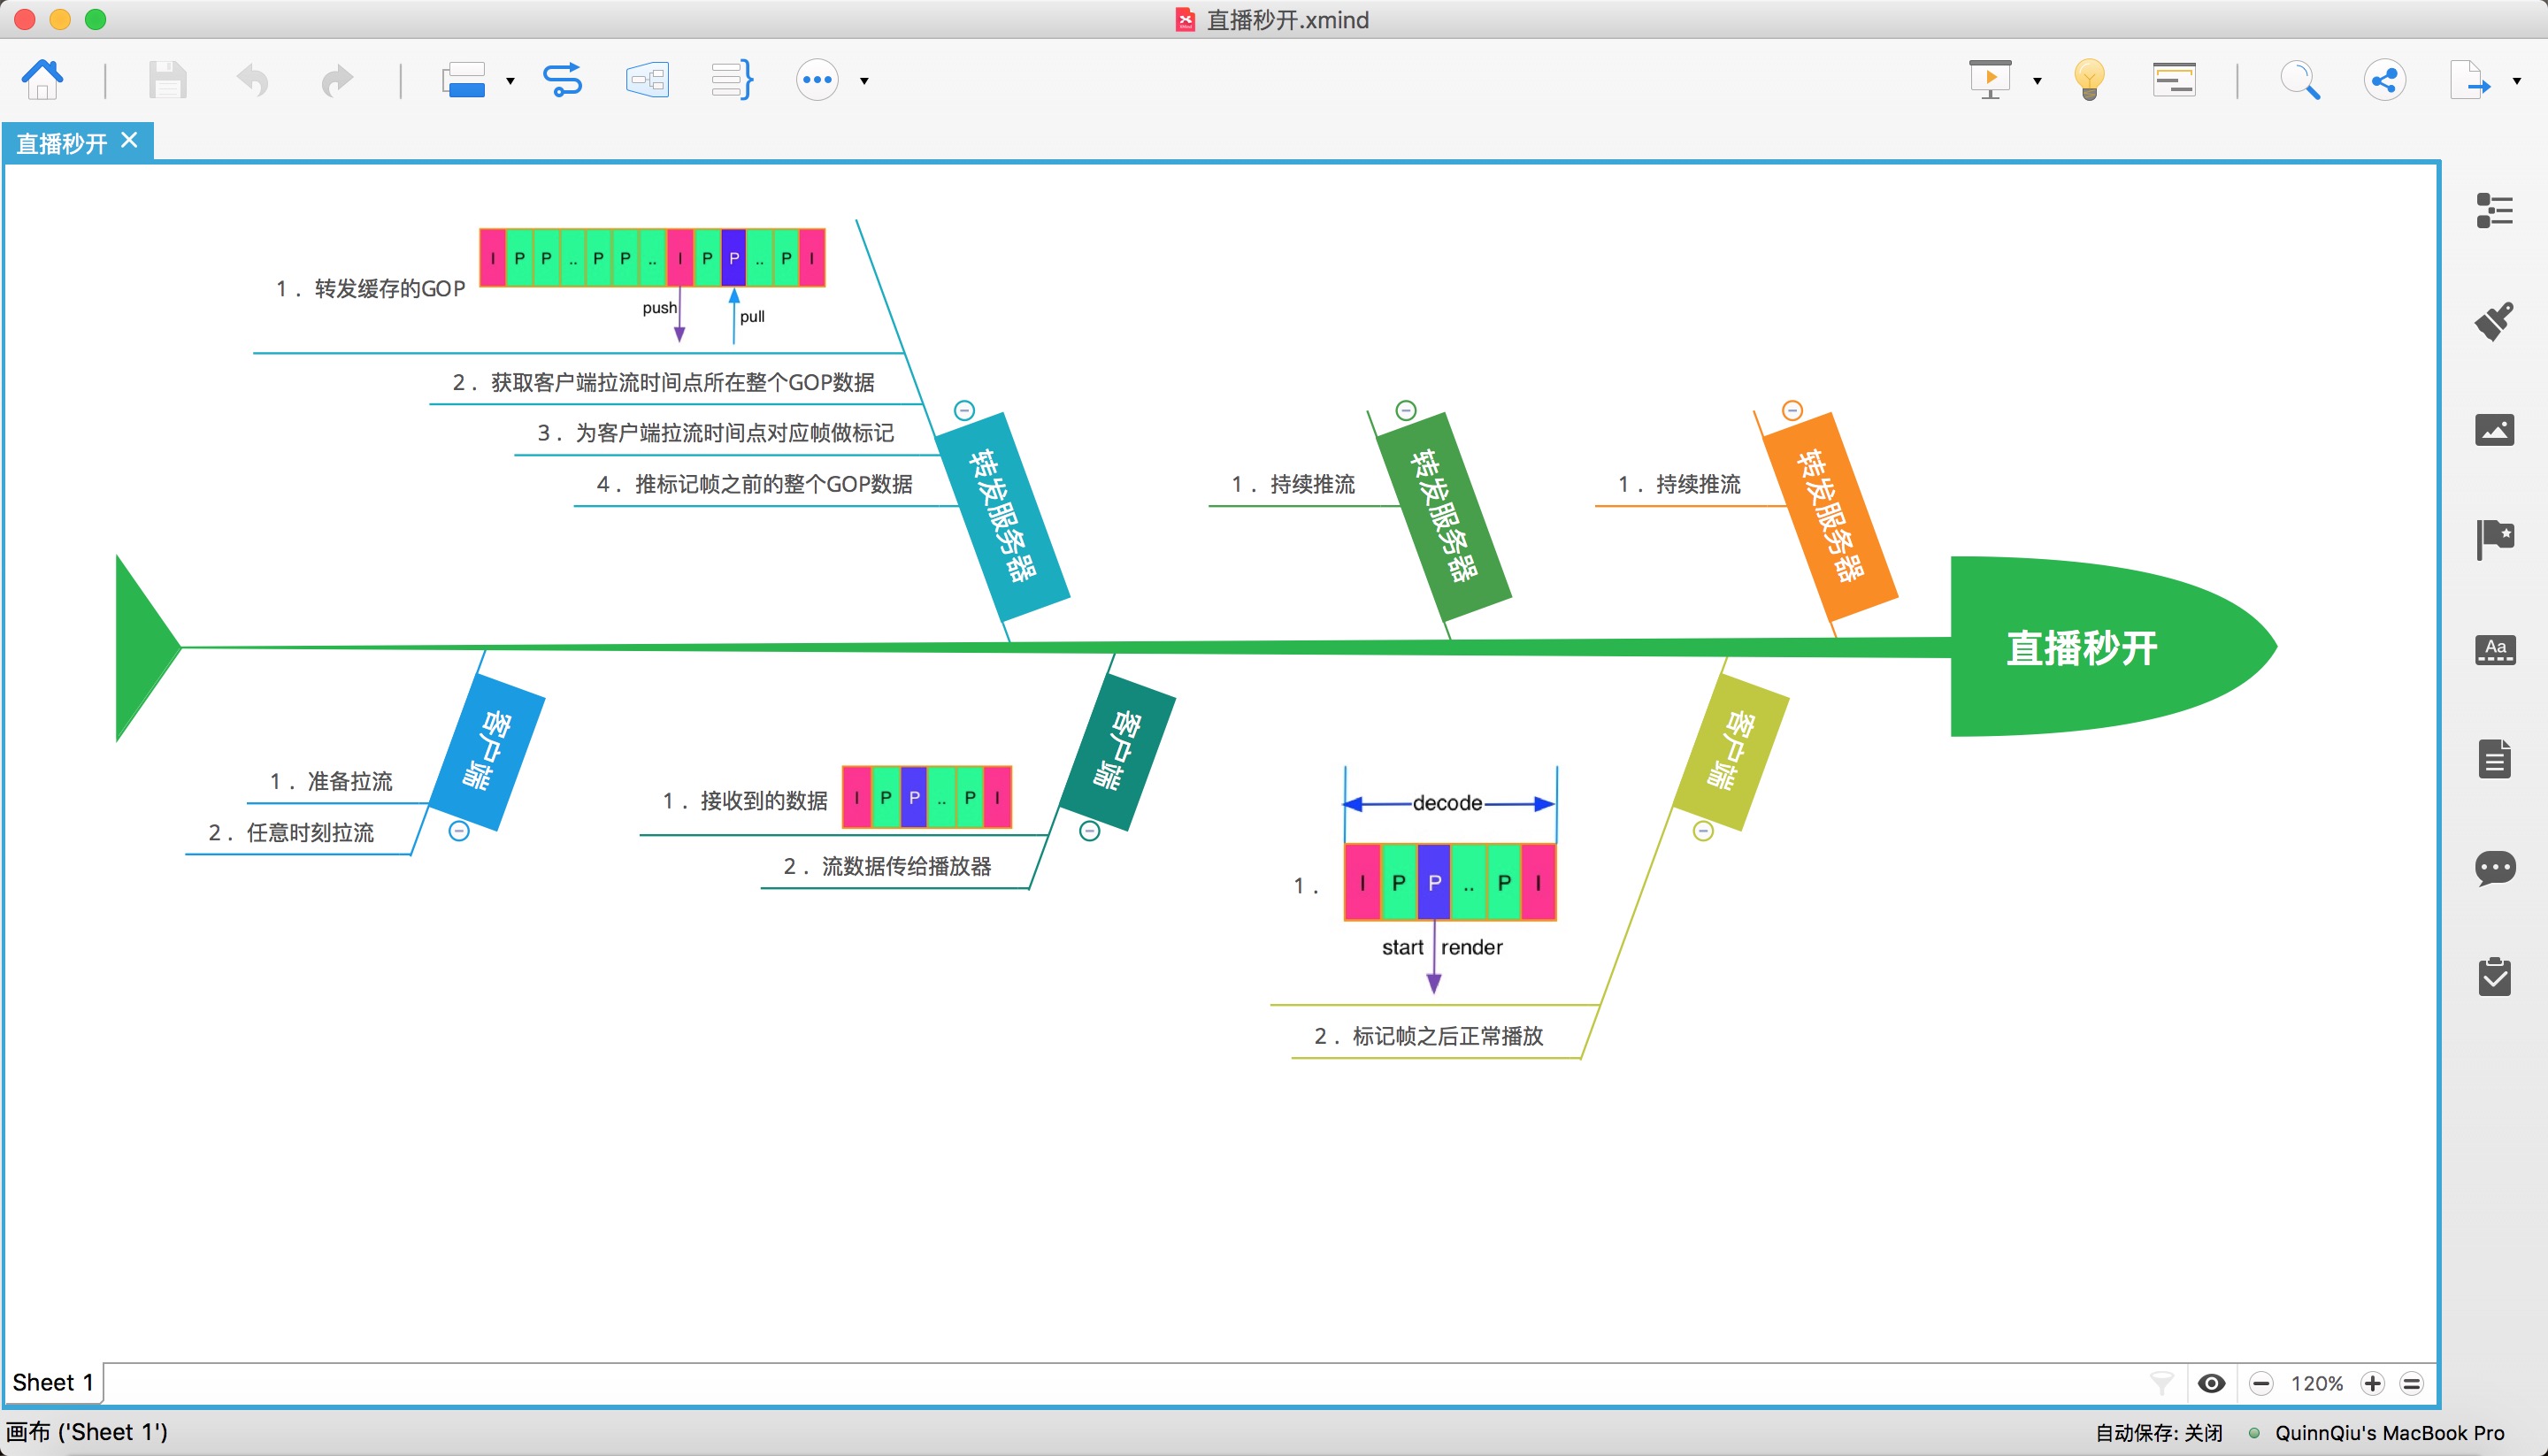 直播秒开.xmind
直播秒开
I P P .. P P .. I P P .. P I
1. 转发缓存的GOP
push
pull
2. 获取客户端拉流时间点所在整个GOP数据
3. 为客户端拉流时间点对应帧做标记
4. 推标记帧之前的整个GOP数据
转发服务器
1. 持续推流
转发服务器
1. 持续推流
转发服务器
直播秒开
客户端
1. 准备拉流
2. 任意时刻拉流
客户端
1. 接收到的数据
I P P .. P I
2. 流数据传给播放器
客户端
decode
1.
I P P .. P I
start render
2. 标记帧之后正常播放
Aa
Sheet 1
120%
画布 ('Sheet 1')
自动保存: 关闭
QuinnQiu's MacBook Pro